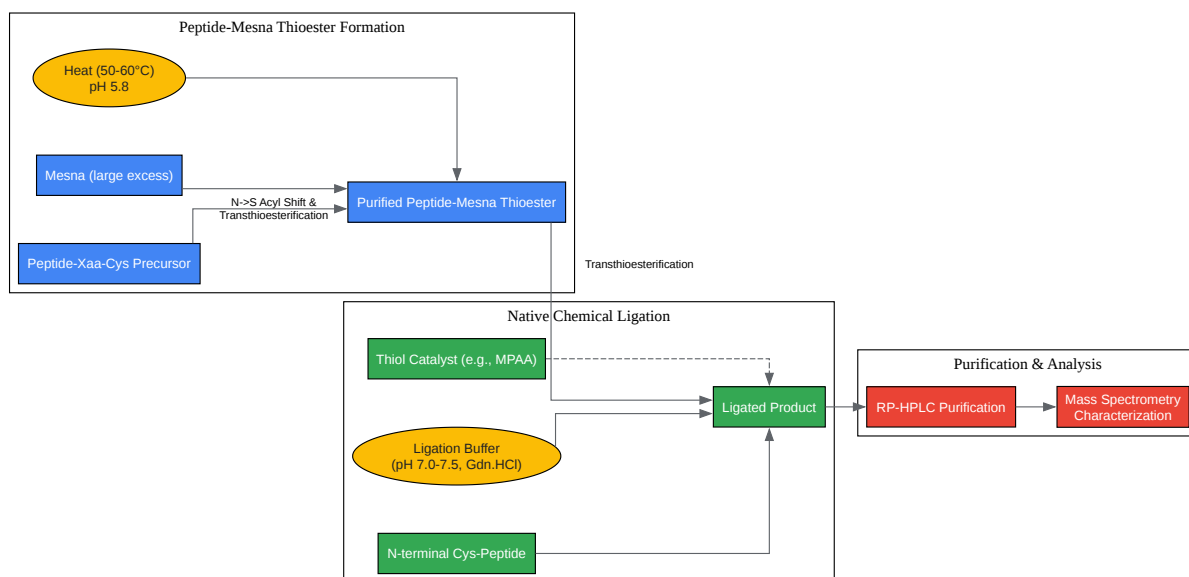 Peptide-Mesna Thioester Formation
Heat (50-60°C)
pH 5.8
Mesna (large excess)
N->S Acyl Shift &
Transthioesterification
Purified Peptide-Mesna Thioester
Peptide-Xaa-Cys Precursor
Transthioesterification
Native Chemical Ligation
Thiol Catalyst (e.g., MPAA)
Ligated Product
Ligation Buffer
(pH 7.0-7.5, Gdn.HCl)
N-terminal Cys-Peptide
Purification & Analysis
RP-HPLC Purification
Mass Spectrometry
Characterization